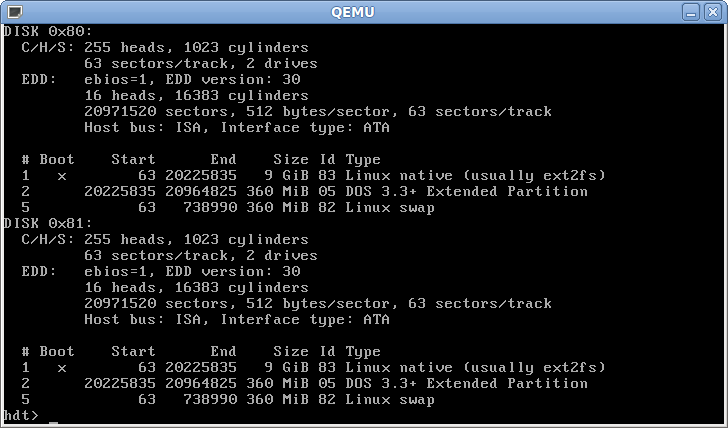 QEMU
DISK 0x80:
  C/H/S: 255 heads, 1023 cylinders
         63 sectors/track, 2 drives
  EDD:   ebios=1, EDD version: 30
         16 heads, 16383 cylinders
         20971520 sectors, 512 bytes/sector, 63 sectors/track
         Host bus: ISA, Interface type: ATA

  # Boot    Start      End    Size Id Type
  1   x        63 20225835   9 GiB 83 Linux native (usually ext2fs)
  2      20225835 20964825 360 MiB 05 DOS 3.3+ Extended Partition
  5            63   738990 360 MiB 82 Linux swap
DISK 0x81:
  C/H/S: 255 heads, 1023 cylinders
         63 sectors/track, 2 drives
  EDD:   ebios=1, EDD version: 30
         16 heads, 16383 cylinders
         20971520 sectors, 512 bytes/sector, 63 sectors/track
         Host bus: ISA, Interface type: ATA

  # Boot    Start      End    Size Id Type
  1   x        63 20225835   9 GiB 83 Linux native (usually ext2fs)
  2      20225835 20964825 360 MiB 05 DOS 3.3+ Extended Partition
  5            63   738990 360 MiB 82 Linux swap
hdt> _